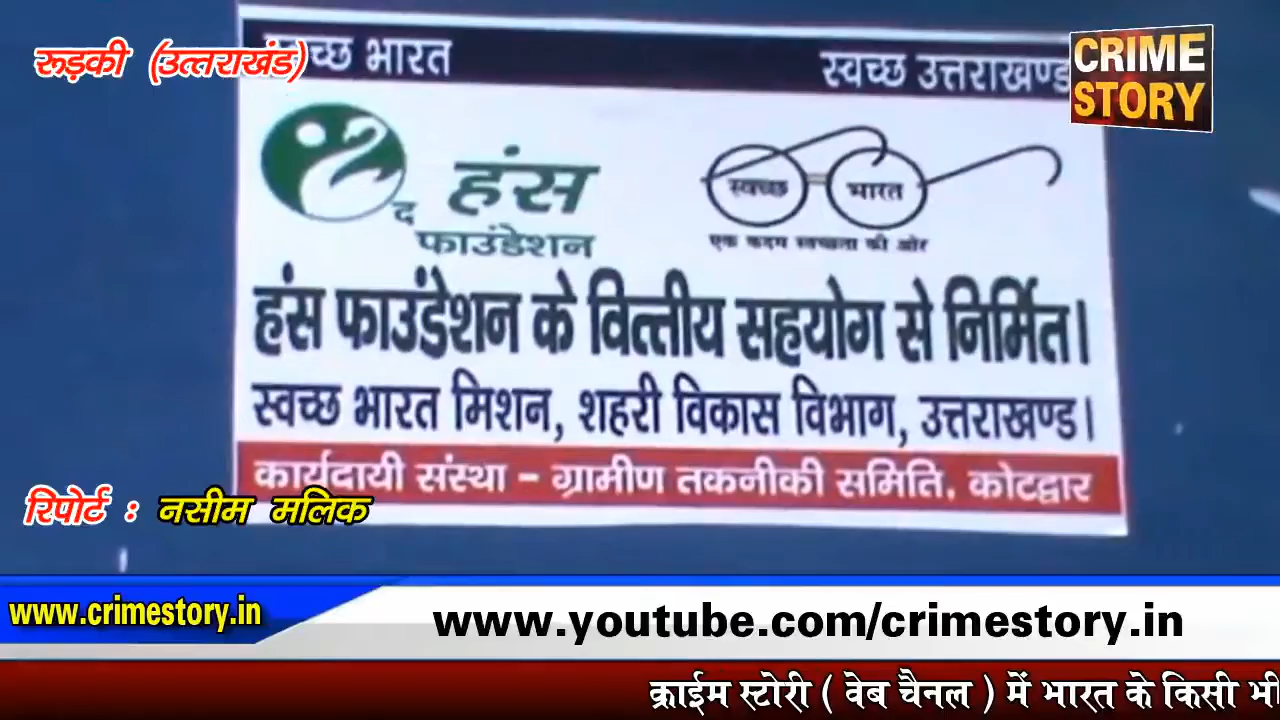 रूड़की (उत्तराखंड)
स्वच्छ भारत
स्वच्छ उत्तराखण्ड
CRIME
STORY
द हंस
फाउंडेशन
स्वच्छ भारत
एक कदम स्वच्छता की ओर
हंस फाउंडेशन के वित्तीय सहयोग से निर्मित।
स्वच्छ भारत मिशन, शहरी विकास विभाग, उत्तराखण्ड।
कार्यदायी संस्था - ग्रामीण तकनीकी समिति, कोटद्वार
रिपोर्ट : नसीम मलिक
www.crimestory.in
www.youtube.com/crimestory.in
क्राईम स्टोरी ( वेब चैनल ) में भारत के किसी भी